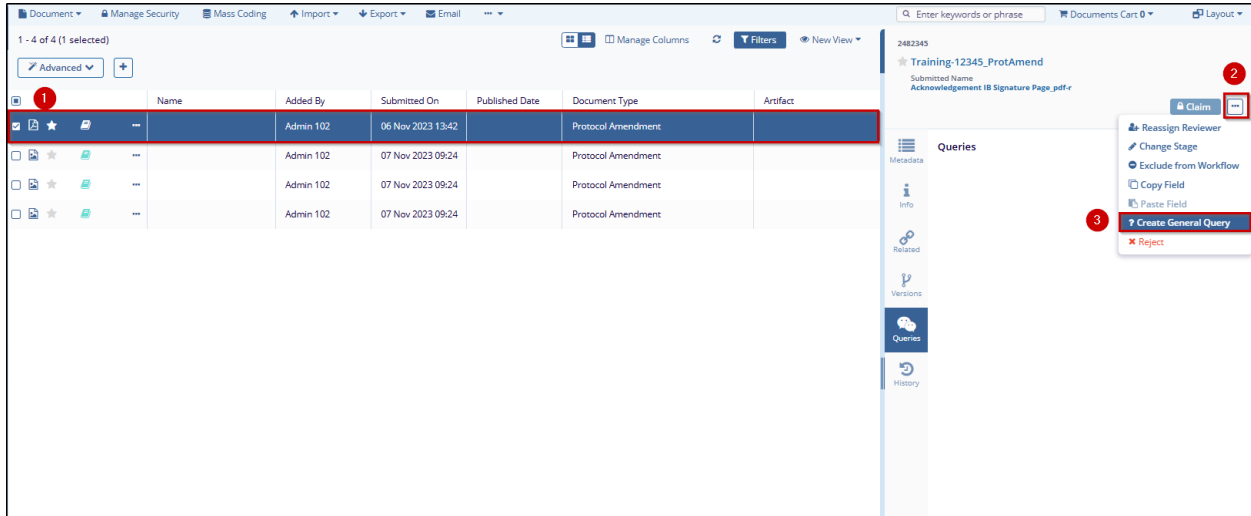 Document Manage Security Mass Coding Import Export Email ...
Enter keywords or phrase Documents Cart 0 Layout
1 - 4 of 4 (1 selected) Manage Columns Filters New View
Advanced +
2482345
Training-12345_ProtAmend
Submitted Name
Acknowledgement IB Signature Page_pdf-r
2
Claim ...
1
Name Added By Submitted On Published Date Document Type Artifact
... Admin 102 06 Nov 2023 13:42 Protocol Amendment
... Admin 102 07 Nov 2023 09:24 Protocol Amendment
... Admin 102 07 Nov 2023 09:24 Protocol Amendment
... Admin 102 07 Nov 2023 09:24 Protocol Amendment
Metadata
Info
Related
Versions
Queries
History
Queries
Reassign Reviewer
Change Stage
Exclude from Workflow
Copy Field
Paste Field
3 ? Create General Query
Reject